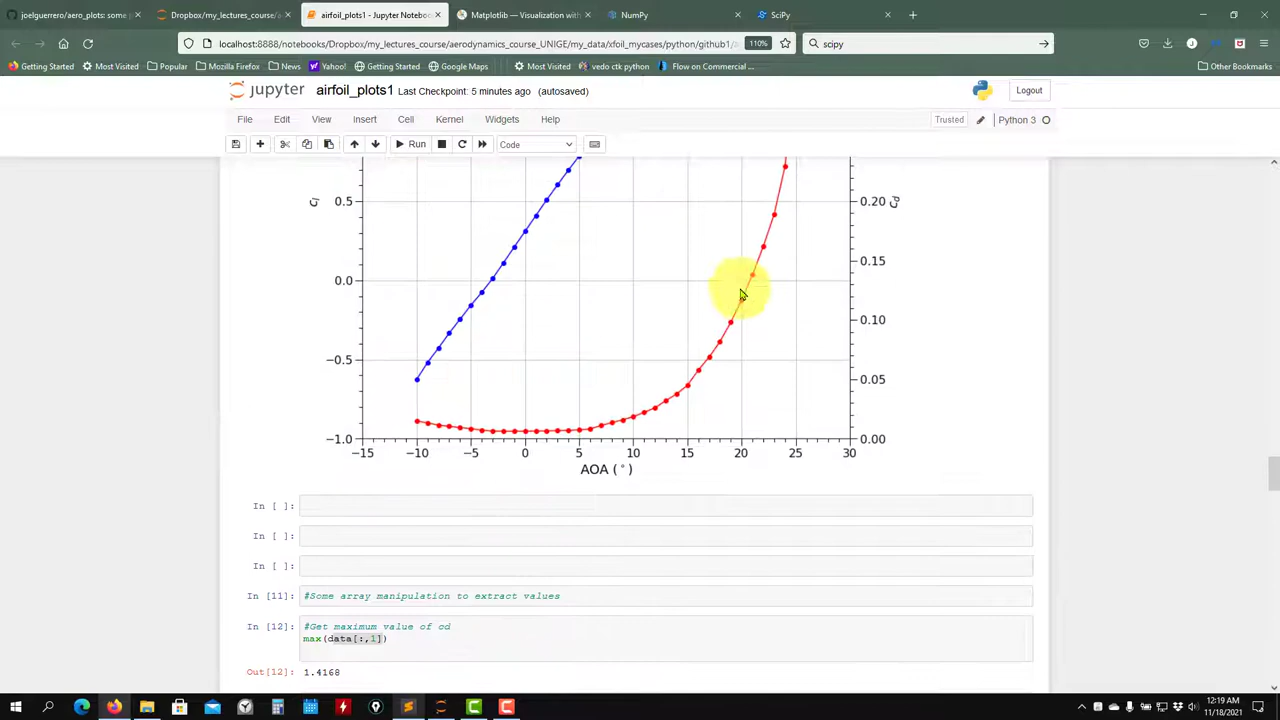 joelguerrero/aero_plots: some p
Dropbox/my_lectures_course/a
airfoil_plots1 - Jupyter Noteboo
Matplotlib — Visualization with
NumPy
SciPy
localhost:8888/notebooks/Dropbox/my_lectures_course/aerodynamics_course_UNIGE/my_data/xfoil_mycases/python/github1/a
110%
scipy
Getting Started
Most Visited
Popular
Mozilla Firefox
News
Yahoo!
Getting Started
Google Maps
Most Visited
vedo ctk python
Flow on Commercial ...
Other Bookmarks
jupyter airfoil_plots1 Last Checkpoint: 5 minutes ago (autosaved)
Logout
File Edit View Insert Cell Kernel Widgets Help
Trusted
Python 3
Run
Code
0.5
0.0
−0.5
−1.0
cl
0.20
0.15
0.10
0.05
0.00
cd
−15 −10 −5 0 5 10 15 20 25 30
AOA (°)
In [ ]:
In [ ]:
In [ ]:
In [11]: #Some array manipulation to extract values
In [12]: #Get maximum value of cd
max(data[:,1])
Out[12]: 1.4168
12:19 AM
11/18/2021